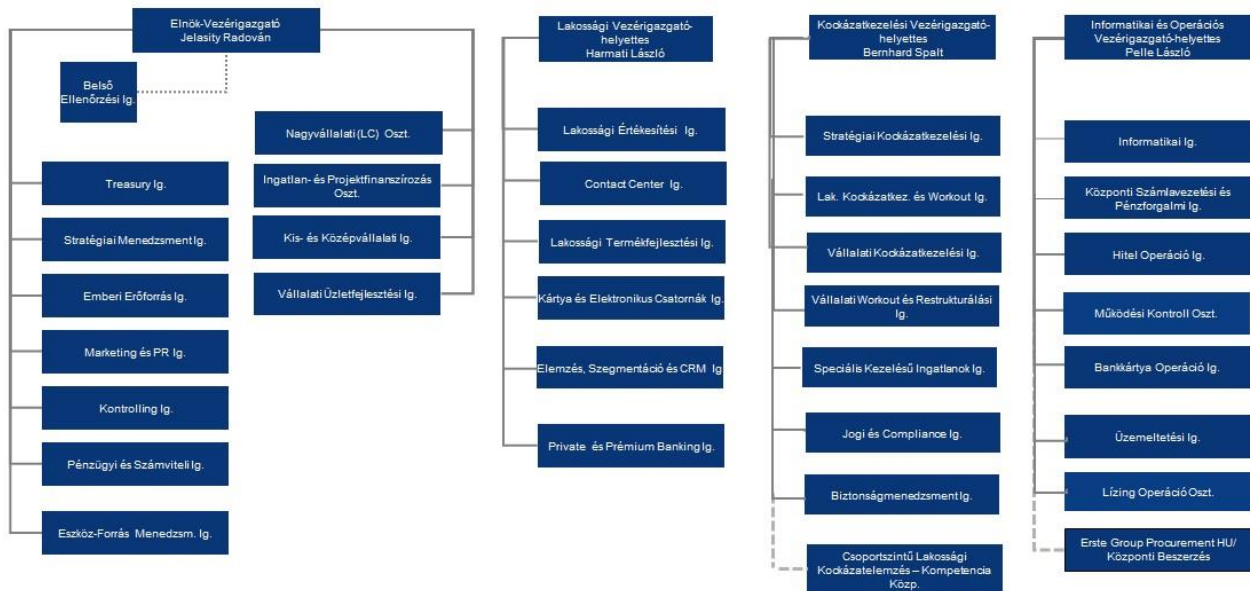 Elnök-Vezérigazgató
Jelasity Radován
Belső
Ellenőrzési Ig.
Treasury Ig.
Stratégiai Menedzsment Ig.
Emberi Erőforrás Ig.
Marketing és PR Ig.
Kontrolling Ig.
Pénzügyi és Számviteli Ig.
Eszköz-Forrás Menedzsm. Ig.
Nagyvállalati (LC) Oszt.
Ingatlan- és Projektfinanszírozás
Oszt.
Kis- és Középvállalati Ig.
Vállalati Üzletfejlesztési Ig.
Lakossági Vezérigazgató-
helyettes
Harmati László
Lakossági Értékesítési Ig.
Contact Center Ig.
Lakossági Termékfejlesztési Ig.
Kártya és Elektronikus Csatornák Ig.
Elemzés, Szegmentáció és CRM Ig
Private és Prémium Banking Ig.
Kockázatkezelési Vezérigazgató-
helyettes
Bernhard Spalt
Stratégiai Kockázatkezelési Ig.
Lak. Kockázatkez. és Workout Ig.
Vállalati Kockázatkezelési Ig.
Vállalati Workout és Restrukturálási
Ig.
Speciális Kezelésű Ingatlanok Ig.
Jogi és Compliance Ig.
Biztonságmenedzsment Ig.
Csoportszintű Lakossági
Kockázatelemzés – Kompetencia
Közp.
Informatikai és Operációs
Vezérigazgató-helyettes
Pelle László
Informatikai Ig.
Központi Számlavezetési és
Pénzforgalmi Ig.
Hitel Operáció Ig.
Működési Kontroll Oszt.
Bankkártya Operáció Ig.
Üzemeltetési Ig.
Lízing Operáció Oszt.
Erste Group Procurement HU/
Központi Beszerzés